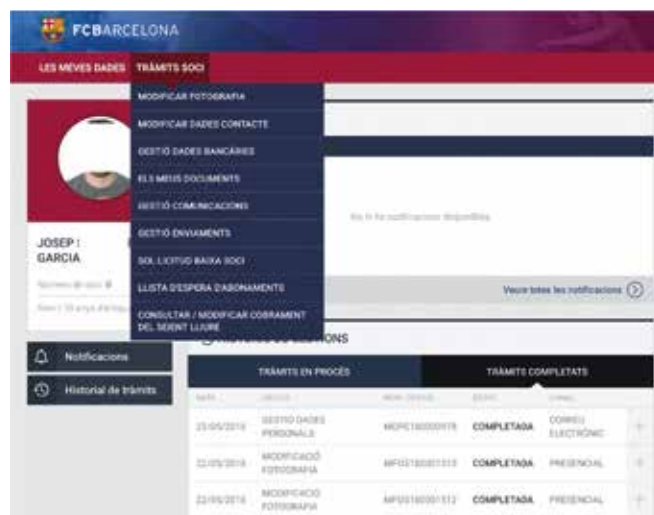 FCBARCELONA
LES MEVES DADES TRÀMITS SOCI
MODIFICAR FOTOGRAFIA
MODIFICAR DADES CONTACTE
GESTIÓ DADES BANCÀRIES
ELS MEUS DOCUMENTS
GESTIÓ COMUNICACIONS
GESTIÓ ENVIAMENTS
SOL·LICITUD BAIXA SOCI
LLISTA D'ESPERA D'ABONAMENTS
CONSULTAR / MODIFICAR COBRAMENT
DEL SEIENT LLIURE
No hi ha notificacions disponibles
JOSEP
GARCIA
Veure totes les notificacions
Notificacions
Historial de tràmits
TRÀMITS EN PROCÉS TRÀMITS COMPLETATS
GESTIÓ DADES
PERSONALS
COMPLETADA
CORREU
ELECTRÒNIC
22/05/2018
MODIFICACIÓ
FOTOGRAFIA
COMPLETADA
PRESENCIAL
22/05/2018
MODIFICACIÓ
FOTOGRAFIA
COMPLETADA
PRESENCIAL